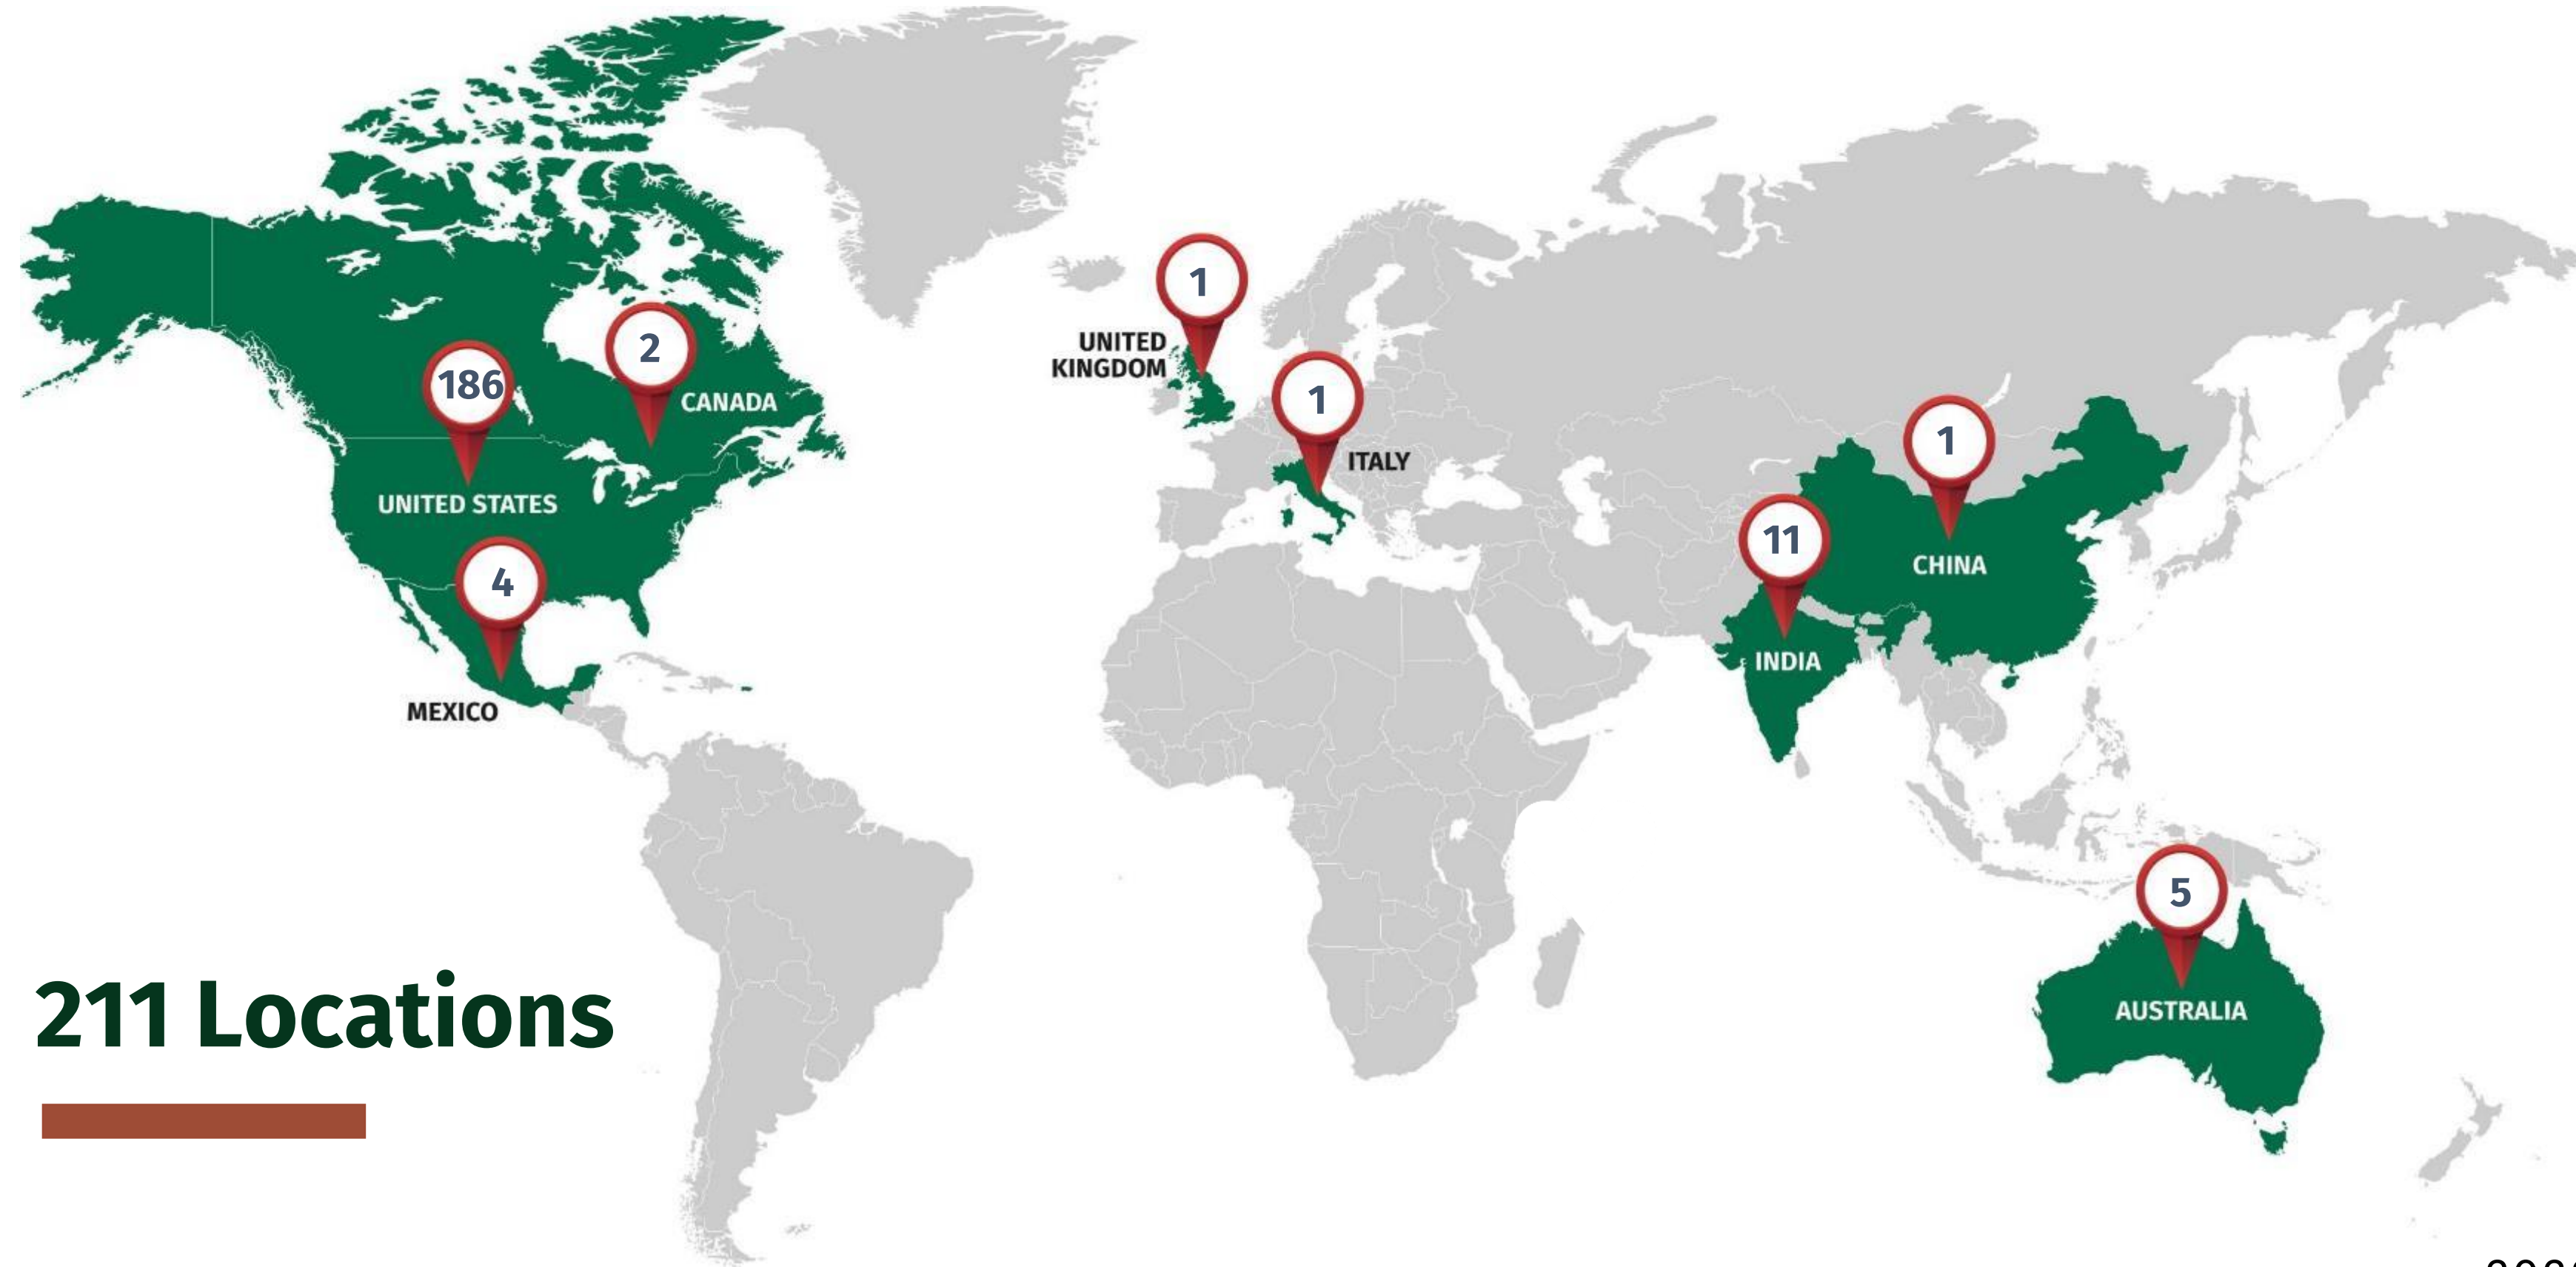 1
UNITED
KINGDOM
2
186
CANADA
1
ITALY
1
UNITED STATES
11
CHINA
4
INDIA
MEXICO
5
211 Locations
AUSTRALIA